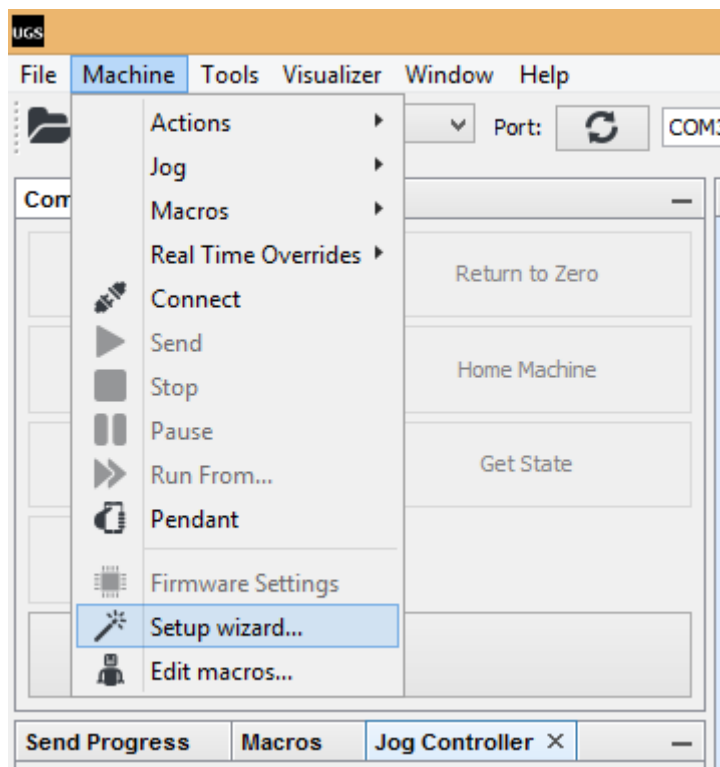 UGS
File Machine Tools Visualizer Window Help
Actions
Port: COM3
Jog
Com
Macros
Real Time Overrides
Return to Zero
Connect
Send
Home Machine
Stop
Pause
Get State
Run From...
Pendant
Firmware Settings
Setup wizard...
Edit macros...
Send Progress Macros Jog Controller ×